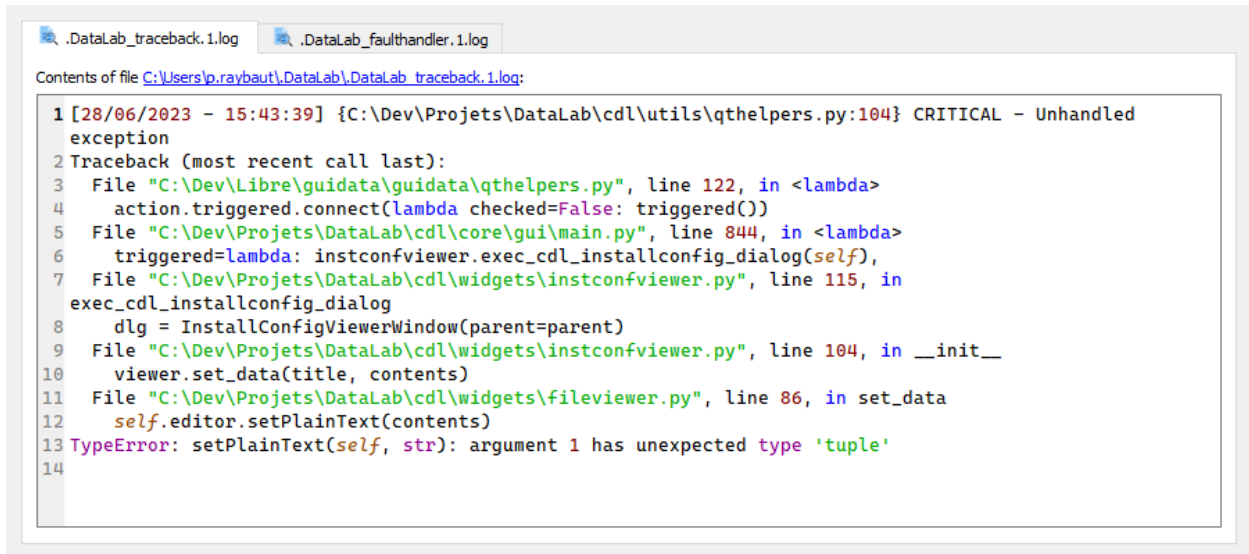 .DataLab_traceback.1.log .DataLab_faulthandler.1.log
Contents of file C:\Users\p.raybaut\.DataLab\.DataLab_traceback.1.log:
1 [28/06/2023 - 15:43:39] {C:\Dev\Projets\DataLab\cdl\utils\qthelpers.py:104} CRITICAL - Unhandled
exception
2 Traceback (most recent call last):
3   File "C:\Dev\Libre\guidata\guidata\qthelpers.py", line 122, in <lambda>
4     action.triggered.connect(lambda checked=False: triggered())
5   File "C:\Dev\Projets\DataLab\cdl\core\gui\main.py", line 844, in <lambda>
6     triggered=lambda: instconfviewer.exec_cdl_installconfig_dialog(self),
7   File "C:\Dev\Projets\DataLab\cdl\widgets\instconfviewer.py", line 115, in
exec_cdl_installconfig_dialog
8     dlg = InstallConfigViewerWindow(parent=parent)
9   File "C:\Dev\Projets\DataLab\cdl\widgets\instconfviewer.py", line 104, in __init__
10     viewer.set_data(title, contents)
11   File "C:\Dev\Projets\DataLab\cdl\widgets\fileviewer.py", line 86, in set_data
12     self.editor.setPlainText(contents)
13 TypeError: setPlainText(self, str): argument 1 has unexpected type 'tuple'
14